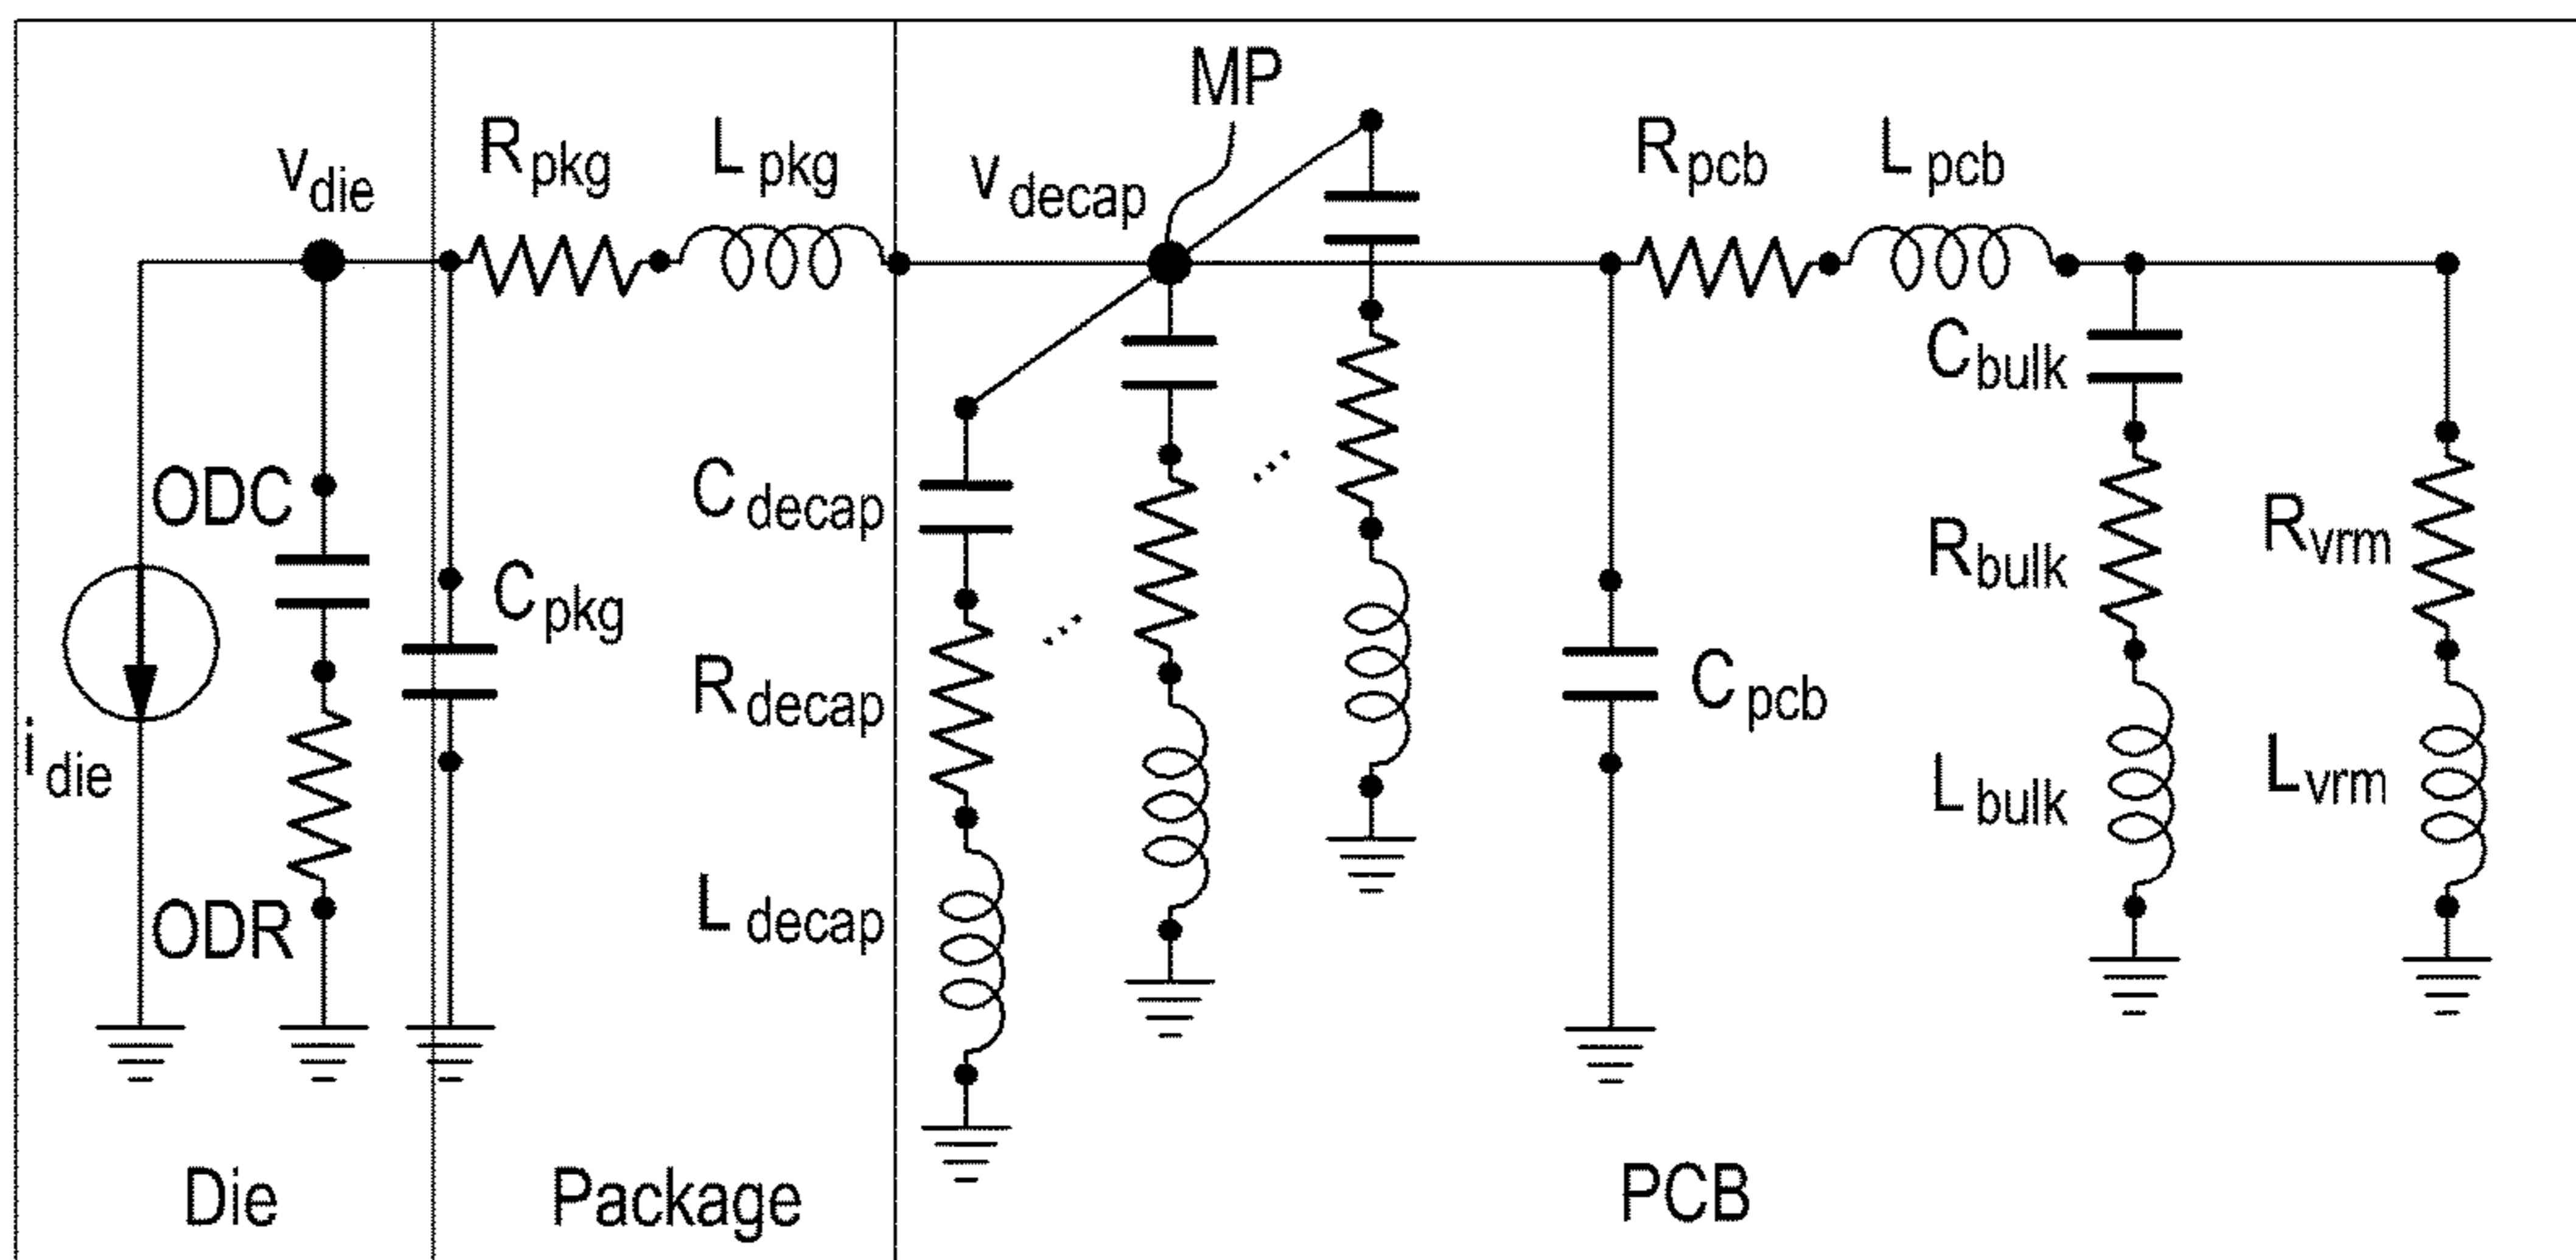 MP
v_die
R_pkg
L_pkg
v_decap
R_pcb
L_pcb
C_bulk
ODC
C_decap
C_pkg
R_bulk
R_vrm
R_decap
C_pcb
i_die
L_bulk
L_vrm
ODR
L_decap
...
...
Die
Package
PCB